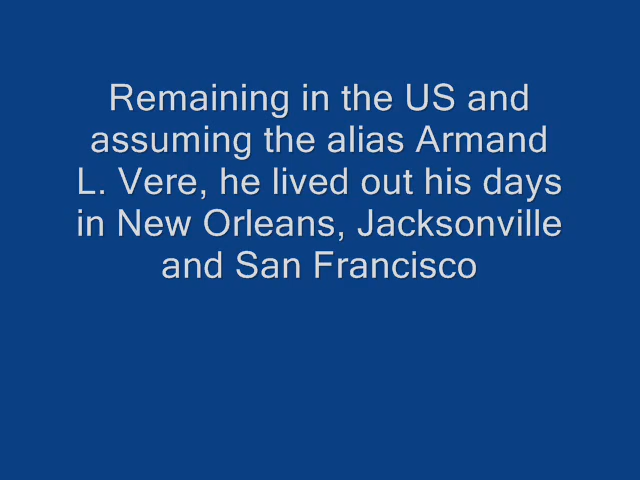 Remaining in the US and
assuming the alias Armand
L. Vere, he lived out his days
in New Orleans, Jacksonville
and San Francisco